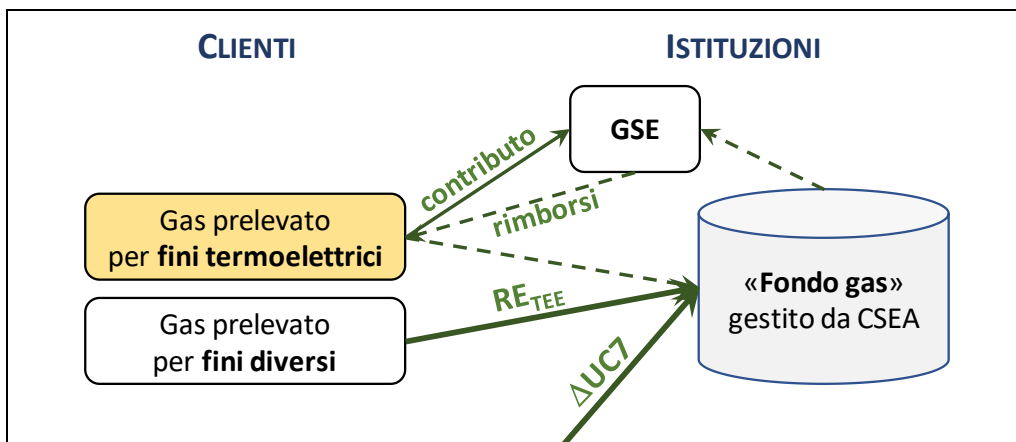 CLIENTI
ISTITUZIONI
GSE
contributo
rimborsi
Gas prelevato
per fini termoelettrici
RE_TEE
Gas prelevato
per fini diversi
«Fondo gas»
gestito da CSEA
ΔUC7